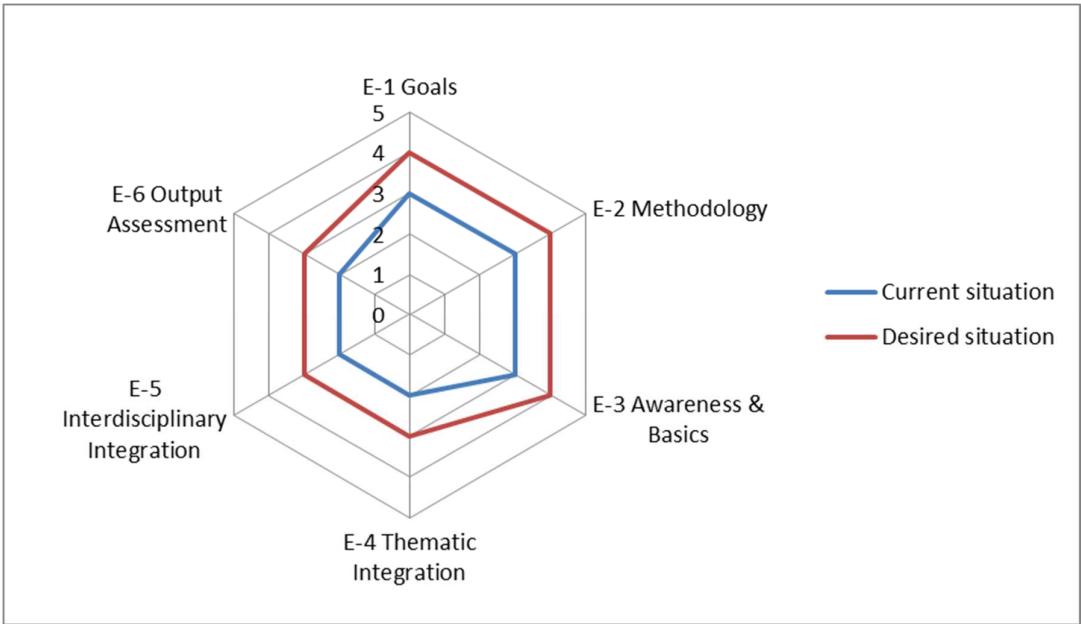 E-1 Goals
5
4
3
2
1
0
E-2 Methodology
E-3 Awareness &
Basics
E-4 Thematic
Integration
E-5
Interdisciplinary
Integration
E-6 Output
Assessment
Current situation
Desired situation